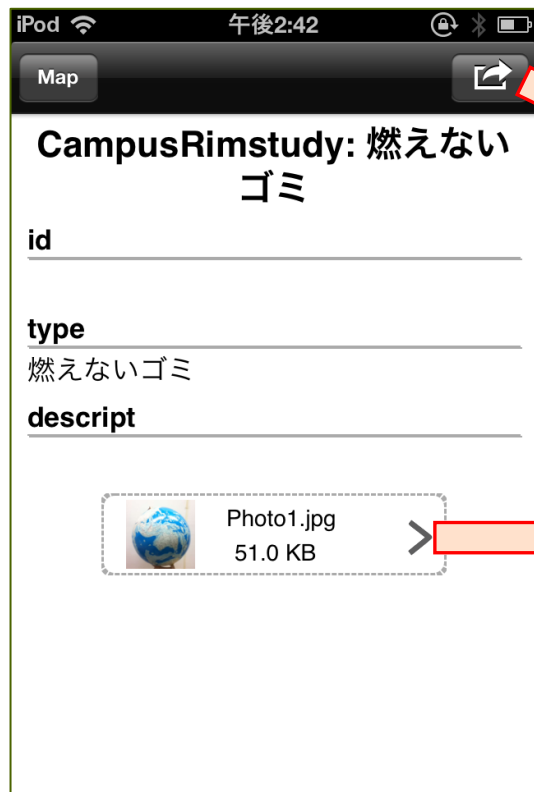 iPod 午後2:42
Map
CampusRimstudy: 燃えない
ゴミ
id
type
燃えないゴミ
descript
Photo1.jpg
51.0 KB